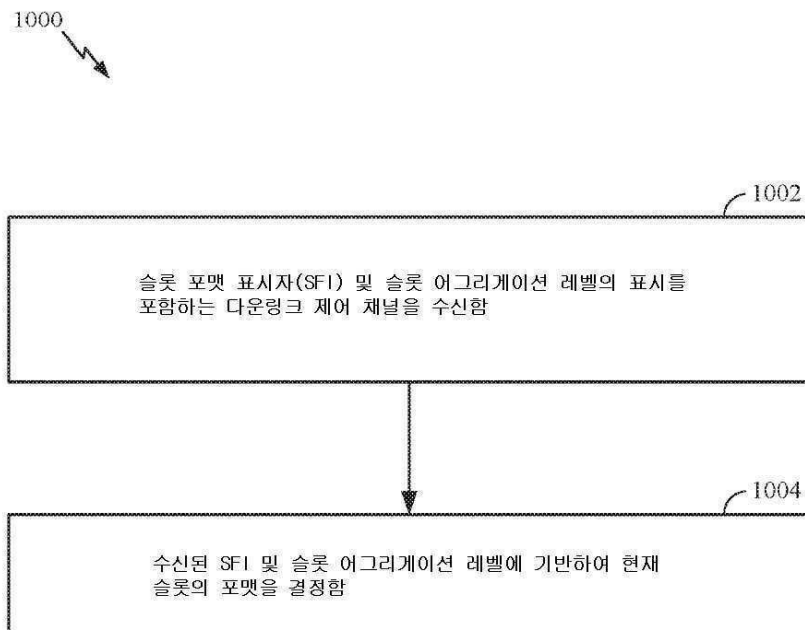 1000
1002
슬롯 포맷 표시자(SFI) 및 슬롯 어그리게이션 레벨의 표시를
포함하는 다운링크 제어 채널을 수신함
1004
수신된 SFI 및 슬롯 어그리게이션 레벨에 기반하여 현재
슬롯의 포맷을 결정함